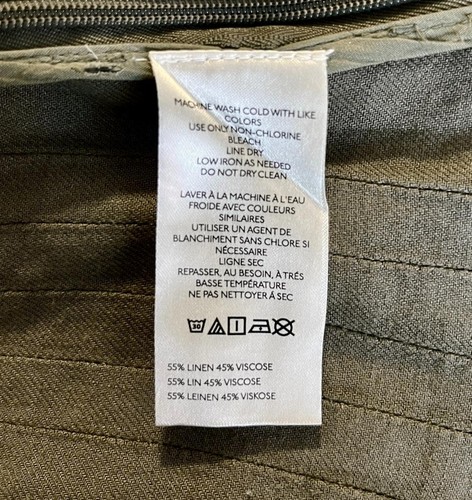 MACHINE WASH COLD WITH LIKE
COLORS
USE ONLY NON-CHLORINE
BLEACH
LINE DRY
LOW IRON AS NEEDED
DO NOT DRY CLEAN
LAVER À LA MACHINE À L'EAU
FROIDE AVEC COULEURS
SIMILAIRES
UTILISER UN AGENT DE
BLANCHIMENT SANS CHLORE SI
NÉCESSAIRE
LIGNE SEC
REPASSER, AU BESOIN, À TRÉS
BASSE TEMPÉRATURE
NE PAS NETTOYER À SEC
30
55% LINEN 45% VISCOSE
55% LIN 45% VISCOSE
55% LEINEN 45% VISKOSE